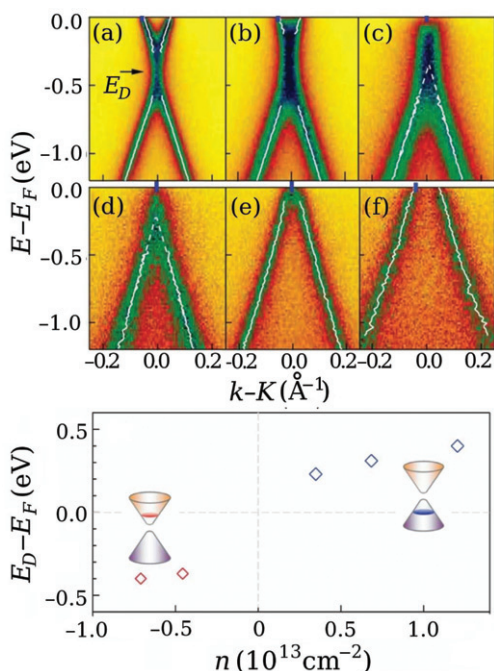 (a) (b) (c)
E_D
(d) (e) (f)
E–E_F (eV)
0.0
–0.5
–1.0
0.0
–0.5
–1.0
–0.2 0.0 0.2 –0.2 0.0 0.2 –0.2 0.0 0.2
k–K (Å⁻¹)
E_D–E_F (eV)
0.5
0.0
–0.5
–1.0 –0.5 0 0.5 1.0
n (10¹³cm⁻²)